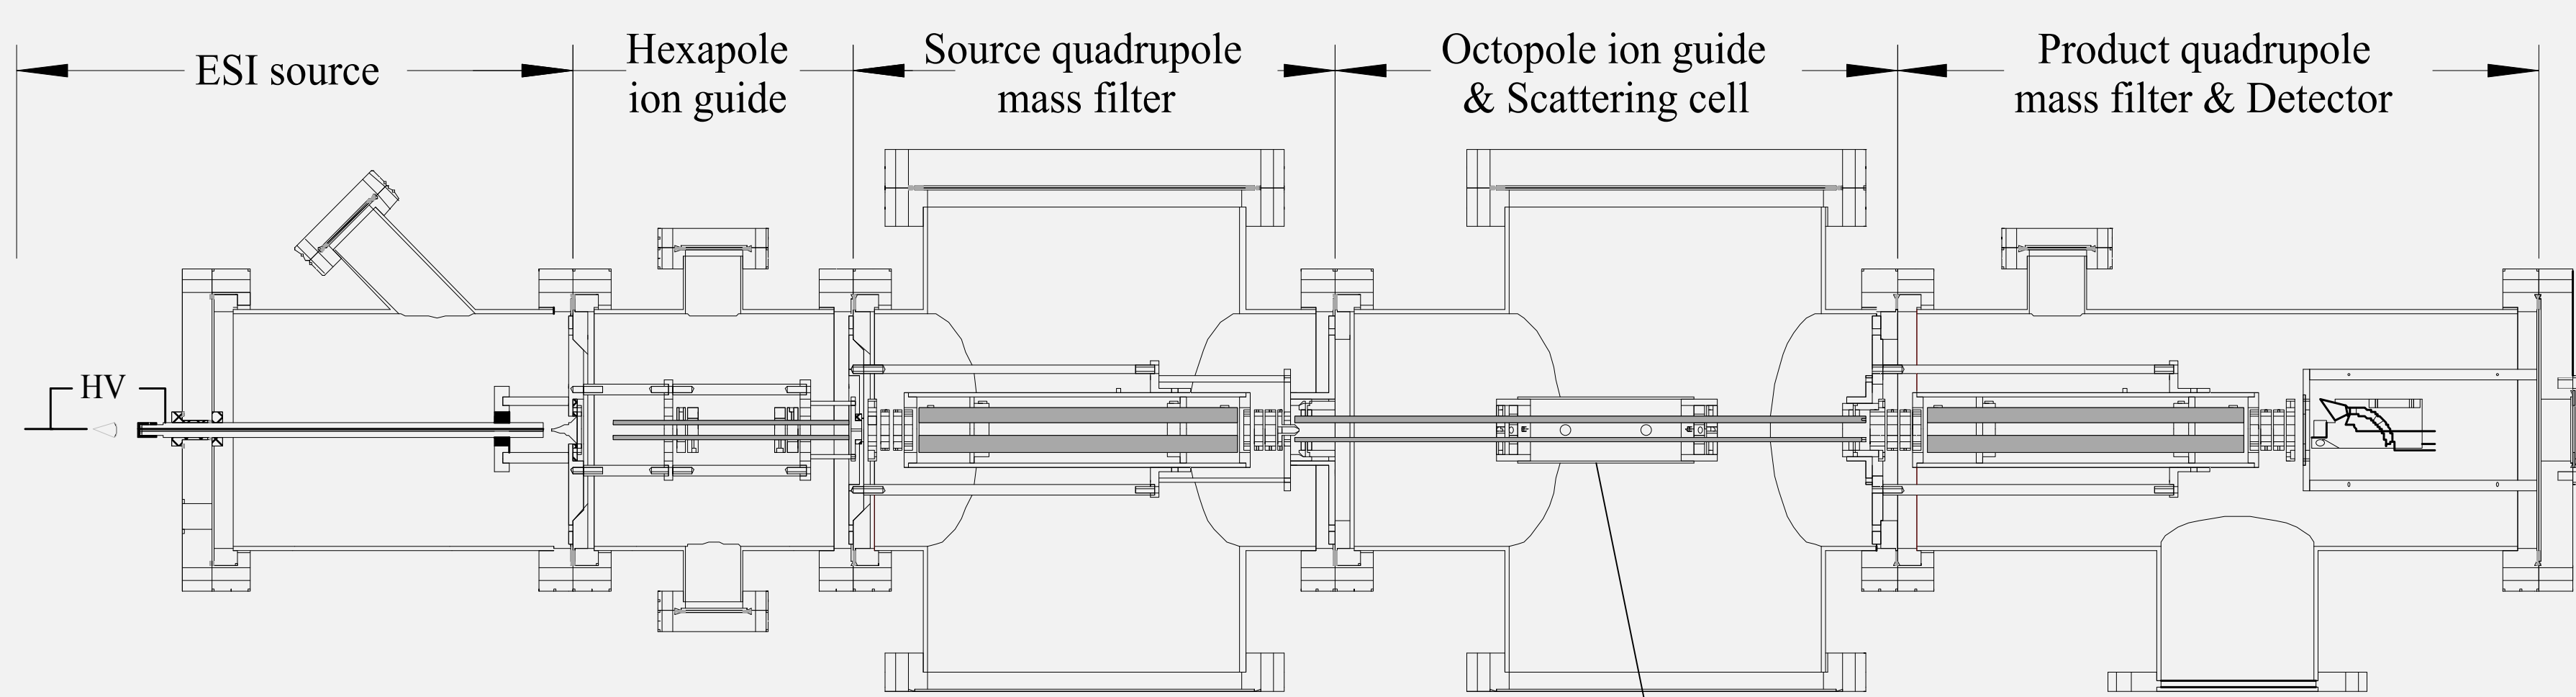 ESI source
Hexapole
ion guide
Source quadrupole
mass filter
Octopole ion guide
& Scattering cell
Product quadrupole
mass filter & Detector
HV